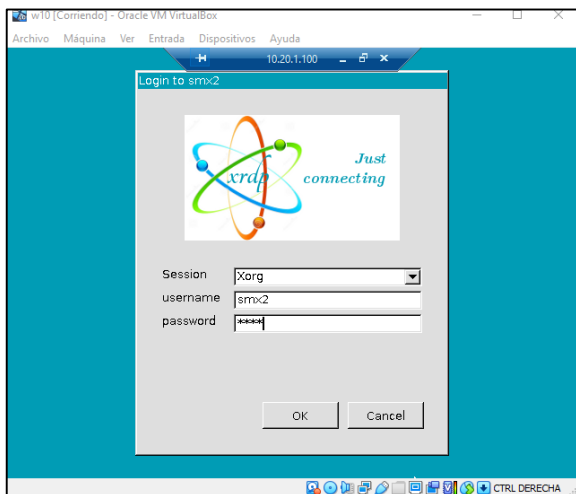 w10 [Corriendo] - Oracle VM VirtualBox
Archivo Máquina Ver Entrada Dispositivos Ayuda
10.20.1.100
Login to smx2
xrdp
Just
connecting
Session Xorg
username smx2
password ****
OK Cancel
CTRL DERECHA